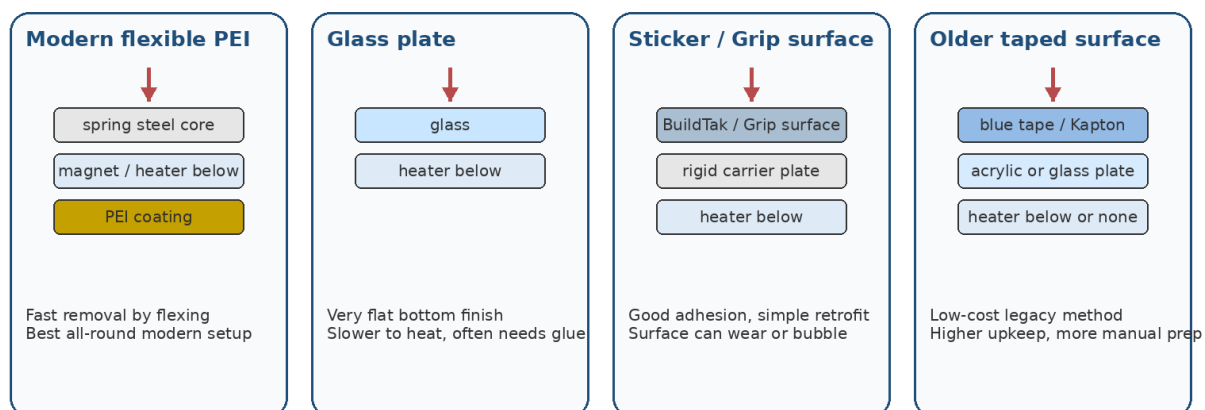 Modern flexible PEI
spring steel core
magnet / heater below
PEI coating
Fast removal by flexing
Best all-round modern setup
Glass plate
glass
heater below
Very flat bottom finish
Slower to heat, often needs glue
Sticker / Grip surface
BuildTak / Grip surface
rigid carrier plate
heater below
Good adhesion, simple retrofit
Surface can wear or bubble
Older taped surface
blue tape / Kapton
acrylic or glass plate
heater below or none
Low-cost legacy method
Higher upkeep, more manual prep